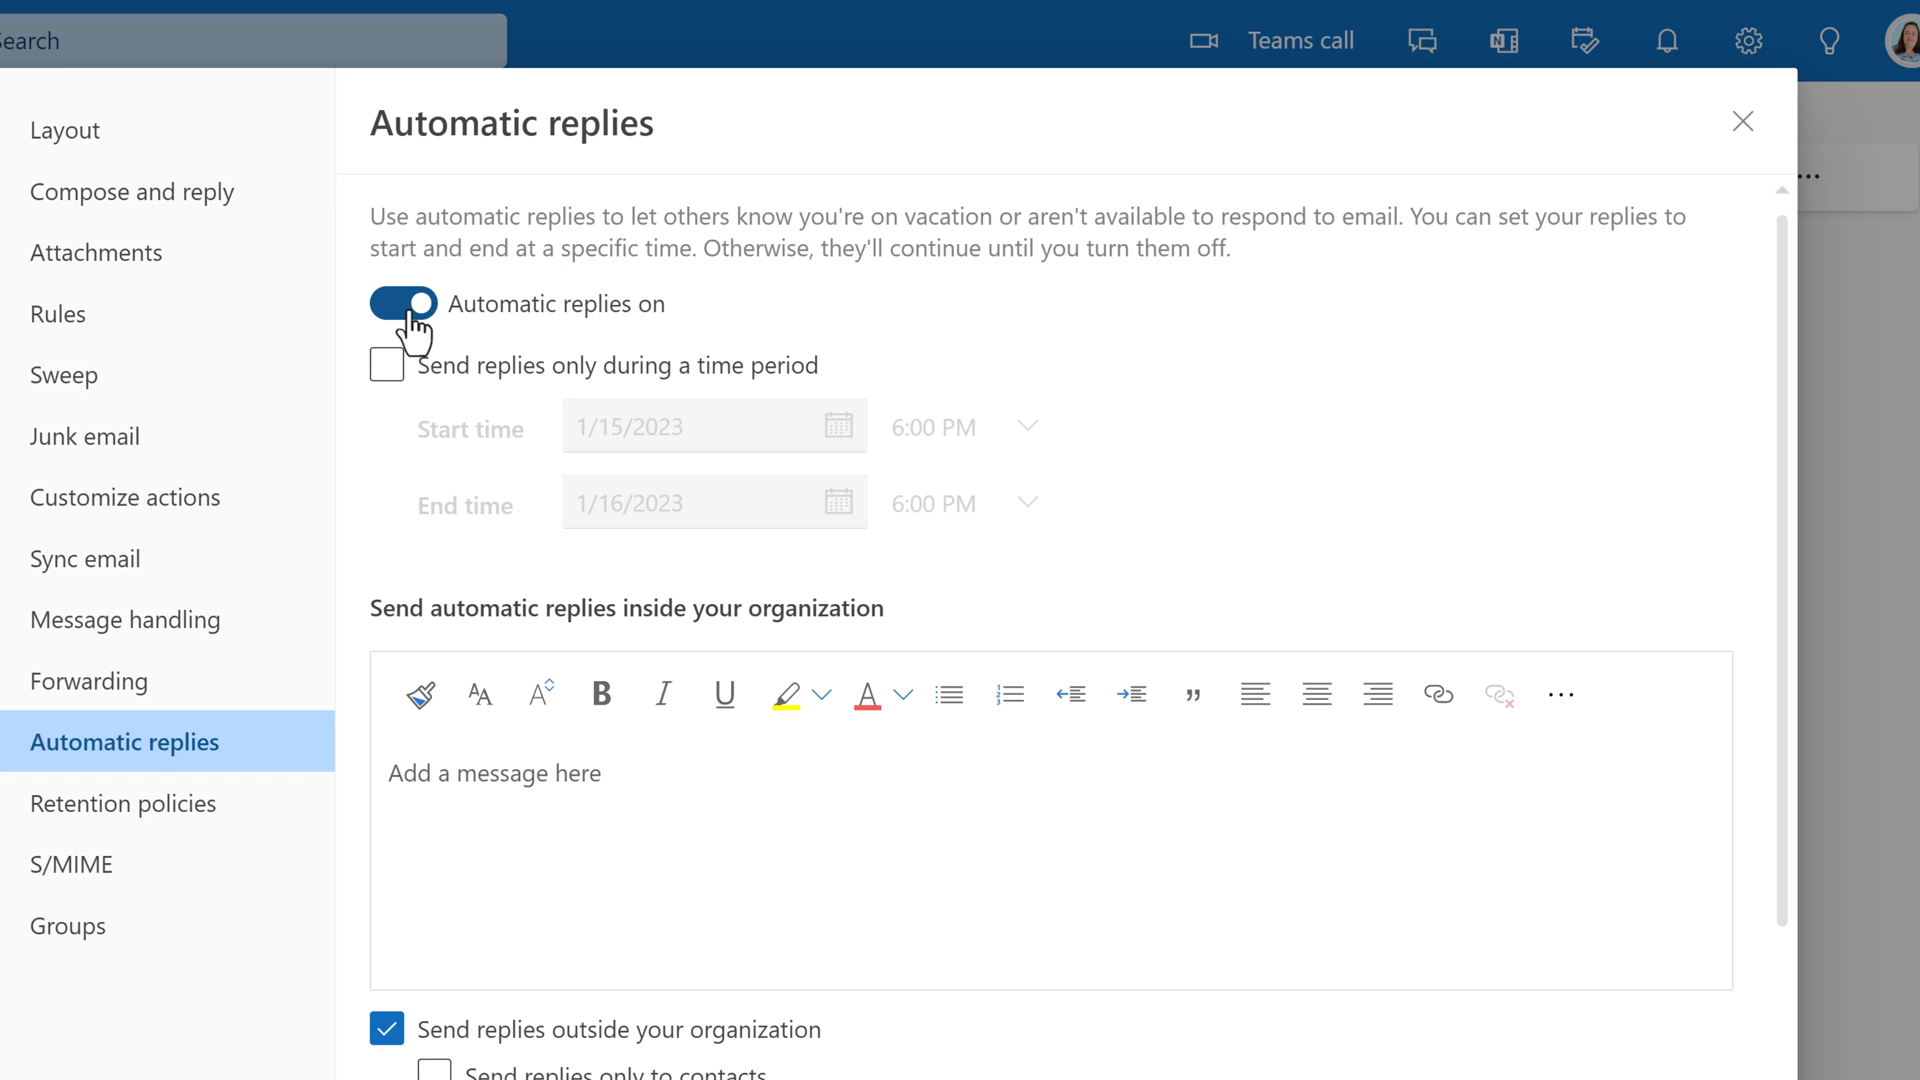 Search
Teams call
Layout
Compose and reply
Attachments
Rules
Sweep
Junk email
Customize actions
Sync email
Message handling
Forwarding
Automatic replies
Retention policies
S/MIME
Groups
Automatic replies
Use automatic replies to let others know you're on vacation or aren't available to respond to email. You can set your replies to
start and end at a specific time. Otherwise, they'll continue until you turn them off.
Automatic replies on
Send replies only during a time period
Start time 1/15/2023 6:00 PM
End time 1/16/2023 6:00 PM
Send automatic replies inside your organization
Add a message here
Send replies outside your organization
Send replies only to contacts